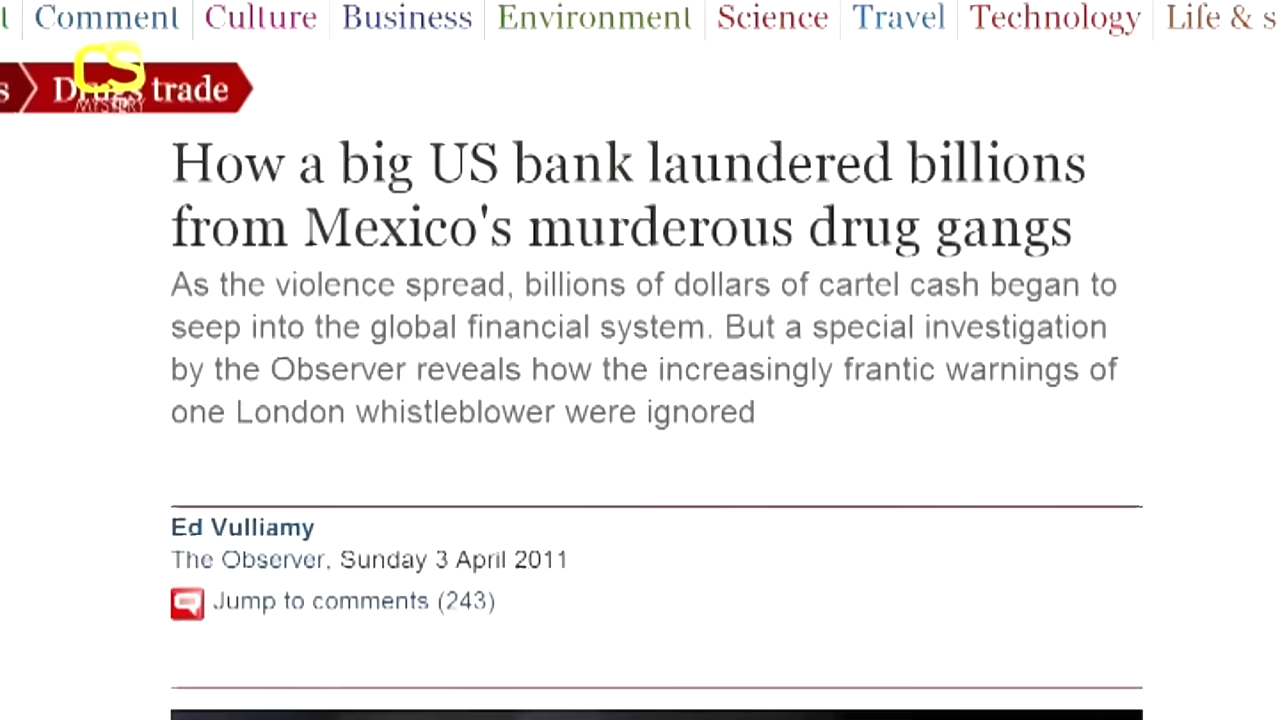 Comment Culture Business Environment Science Travel Technology Life & s
CS
MYSTERY
Drugs trade
How a big US bank laundered billions
from Mexico's murderous drug gangs
As the violence spread, billions of dollars of cartel cash began to
seep into the global financial system. But a special investigation
by the Observer reveals how the increasingly frantic warnings of
one London whistleblower were ignored
Ed Vulliamy
The Observer, Sunday 3 April 2011
Jump to comments (243)